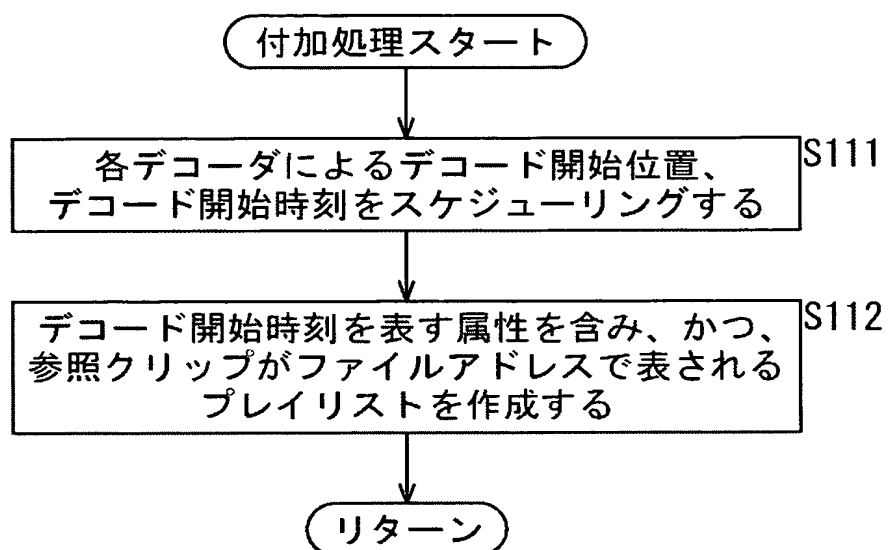 付加処理スタート
各デコーダによるデコード開始位置、
デコード開始時刻をスケジューリングする
S111
デコード開始時刻を表す属性を含み、かつ、
参照クリップがファイルアドレスで表される
プレイリストを作成する
S112
リターン